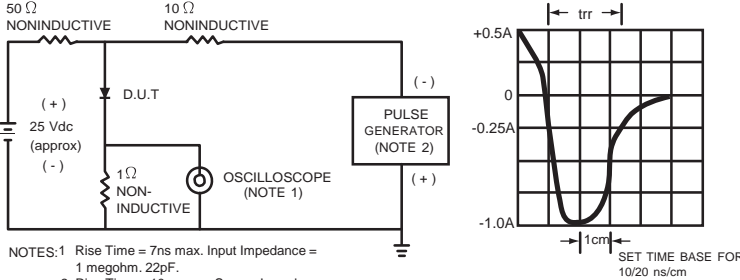 50 Ω
NONINDUCTIVE
10 Ω
NONINDUCTIVE
(+)
25 Vdc
(approx)
(-)
D.U.T
1Ω
NON-
INDUCTIVE
OSCILLOSCOPE
(NOTE 1)
(-)
PULSE
GENERATOR
(NOTE 2)
(+)
trr
+0.5A
0
-0.25A
-1.0A
1cm
SET TIME BASE FOR
10/20 ns/cm
NOTES:1 Rise Time = 7ns max. Input Impedance =
1 megohm. 22pF.